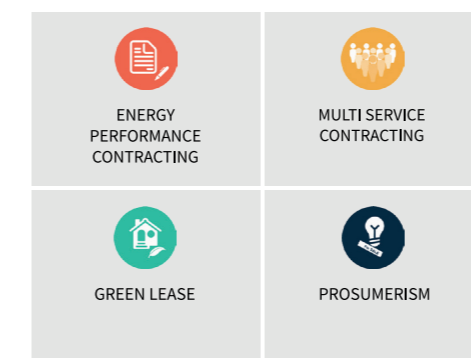 ENERGY
PERFORMANCE
CONTRACTING
MULTI SERVICE
CONTRACTING
GREEN LEASE
PROSUMERISM